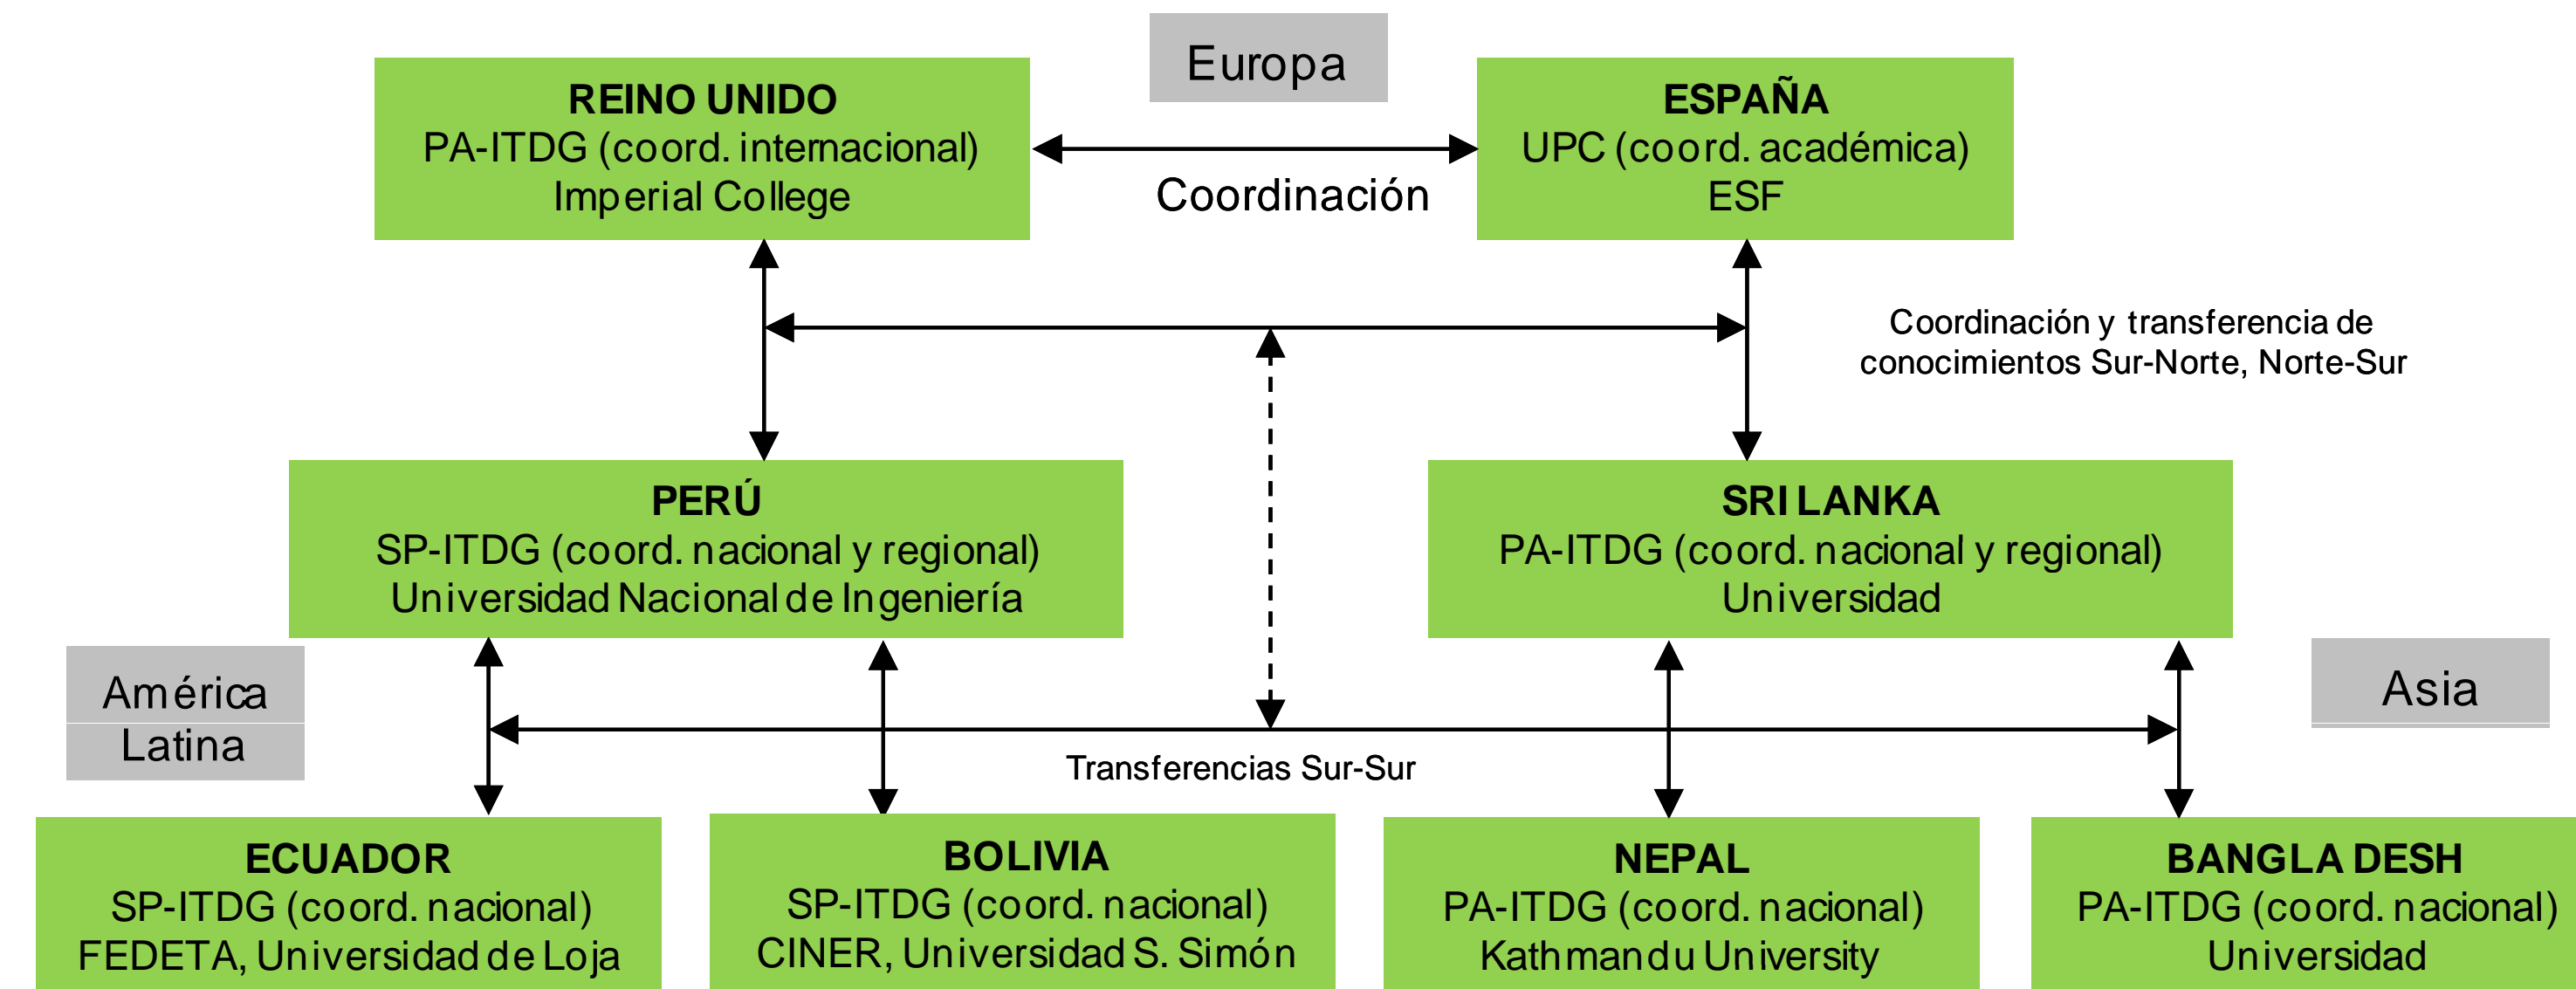 Europa
REINO UNIDO
PA-ITDG (coord. internacional)
Imperial College
ESPAÑA
UPC (coord. académica)
ESF
Coordinación
Coordinación y transferencia de
conocimientos Sur-Norte, Norte-Sur
PERÚ
SP-ITDG (coord. nacional y regional)
Universidad Nacional de Ingeniería
SRI LANKA
PA-ITDG (coord. nacional y regional)
Universidad
América
Latina
Asia
Transferencias Sur-Sur
ECUADOR
SP-ITDG (coord. nacional)
FEDETA, Universidad de Loja
BOLIVIA
SP-ITDG (coord. nacional)
CINER, Universidad S. Simón
NEPAL
PA-ITDG (coord. nacional)
Kathmandu University
BANGLA DESH
PA-ITDG (coord. nacional)
Universidad